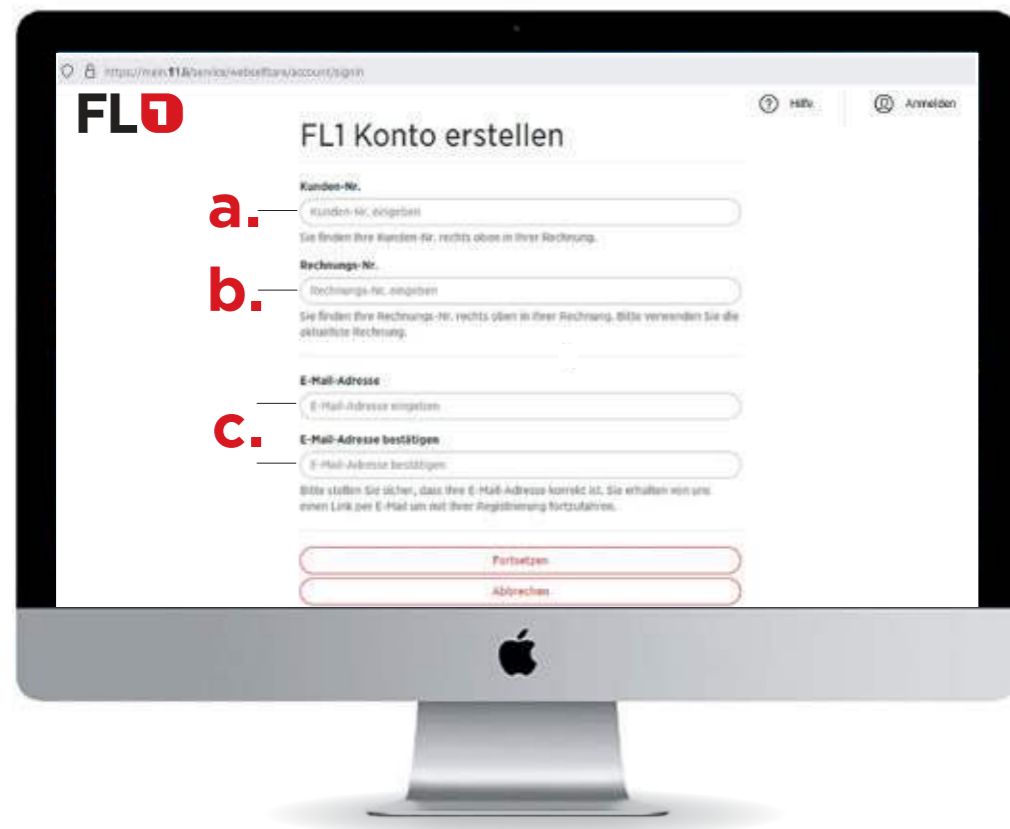 https://mein.fl1.li/service/webselfcare/account/signin
FL1
Hilfe
Anmelden
FL1 Konto erstellen
Kunden-Nr.
a.
Kunden-Nr. eingeben
Sie finden Ihre Kunden-Nr. rechts oben in Ihrer Rechnung.
Rechnungs-Nr.
b.
Rechnungs-Nr. eingeben
Sie finden Ihre Rechnungs-Nr. rechts oben in Ihrer Rechnung. Bitte verwenden Sie die
aktuellste Rechnung.
E-Mail-Adresse
E-Mail-Adresse eingeben
c.
E-Mail-Adresse bestätigen
E-Mail-Adresse bestätigen
Bitte stellen Sie sicher, dass Ihre E-Mail-Adresse korrekt ist. Sie erhalten von uns
einen Link per E-Mail um mit Ihrer Registrierung fortzufahren.
Fortsetzen
Abbrechen